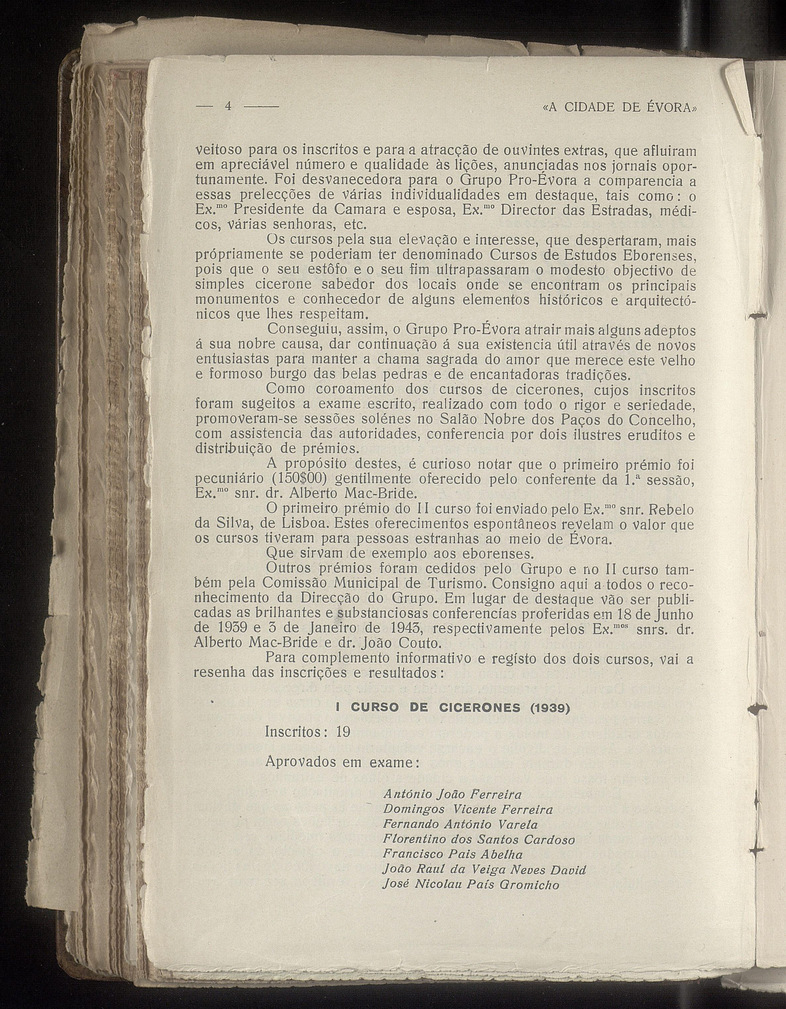 — 4 —— «A CIDADE DE ÉVORA»
veitoso para os inscritos e para a atracção de ouvintes extras, que afluiram
em apreciável número e qualidade às lições, anunciadas nos jornais opor-
tunamente. Foi desvanecedora para o Grupo Pro-Évora a comparencia a
essas prelecções de várias individualidades em destaque, tais como: o
Ex.mo Presidente da Camara e esposa, Ex.mo Director das Estradas, médi-
cos, várias senhoras, etc.
Os cursos pela sua elevação e interesse, que despertaram, mais
própriamente se poderiam ter denominado Cursos de Estudos Eborenses,
pois que o seu estôfo e o seu fim ultrapassaram o modesto objectivo de
simples cicerone sabedor dos locais onde se encontram os principais
monumentos e conhecedor de alguns elementos históricos e arquitectó-
nicos que lhes respeitam.
Conseguiu, assim, o Grupo Pro-Évora atrair mais alguns adeptos
á sua nobre causa, dar continuação á sua existencia útil através de novos
entusiastas para manter a chama sagrada do amor que merece este velho
e formoso burgo das belas pedras e de encantadoras tradições.
Como coroamento dos cursos de cicerones, cujos inscritos
foram sugeitos a exame escrito, realizado com todo o rigor e seriedade,
promoveram-se sessões solénes no Salão Nobre dos Paços do Concelho,
com assistencia das autoridades, conferencia por dois ilustres eruditos e
distribuição de prémios.
A propósito destes, é curioso notar que o primeiro prémio foi
pecuniário (150$00) gentilmente oferecido pelo conferente da 1.ª sessão,
Ex.mo snr. dr. Alberto Mac-Bride.
O primeiro prémio do II curso foi enviado pelo Ex.mo snr. Rebelo
da Silva, de Lisboa. Estes oferecimentos espontâneos revelam o valor que
os cursos tiveram para pessoas estranhas ao meio de Évora.
Que sirvam de exemplo aos eborenses.
Outros prémios foram cedidos pelo Grupo e no II curso tam-
bém pela Comissão Municipal de Turismo. Consigno aqui a todos o reco-
nhecimento da Direcção do Grupo. Em lugar de destaque vão ser publi-
cadas as brilhantes e substanciosas conferencias proferidas em 18 de Junho
de 1939 e 3 de Janeiro de 1943, respectivamente pelos Ex.mos snrs. dr.
Alberto Mac-Bride e dr. João Couto.
Para complemento informativo e registo dos dois cursos, vai a
resenha das inscrições e resultados:
I CURSO DE CICERONES (1939)
Inscritos: 19
Aprovados em exame:
António João Ferreira
Domingos Vicente Ferreira
Fernando António Varela
Florentino dos Santos Cardoso
Francisco Pais Abelha
João Raul da Veiga Neves David
José Nicolau Pais Gromicho